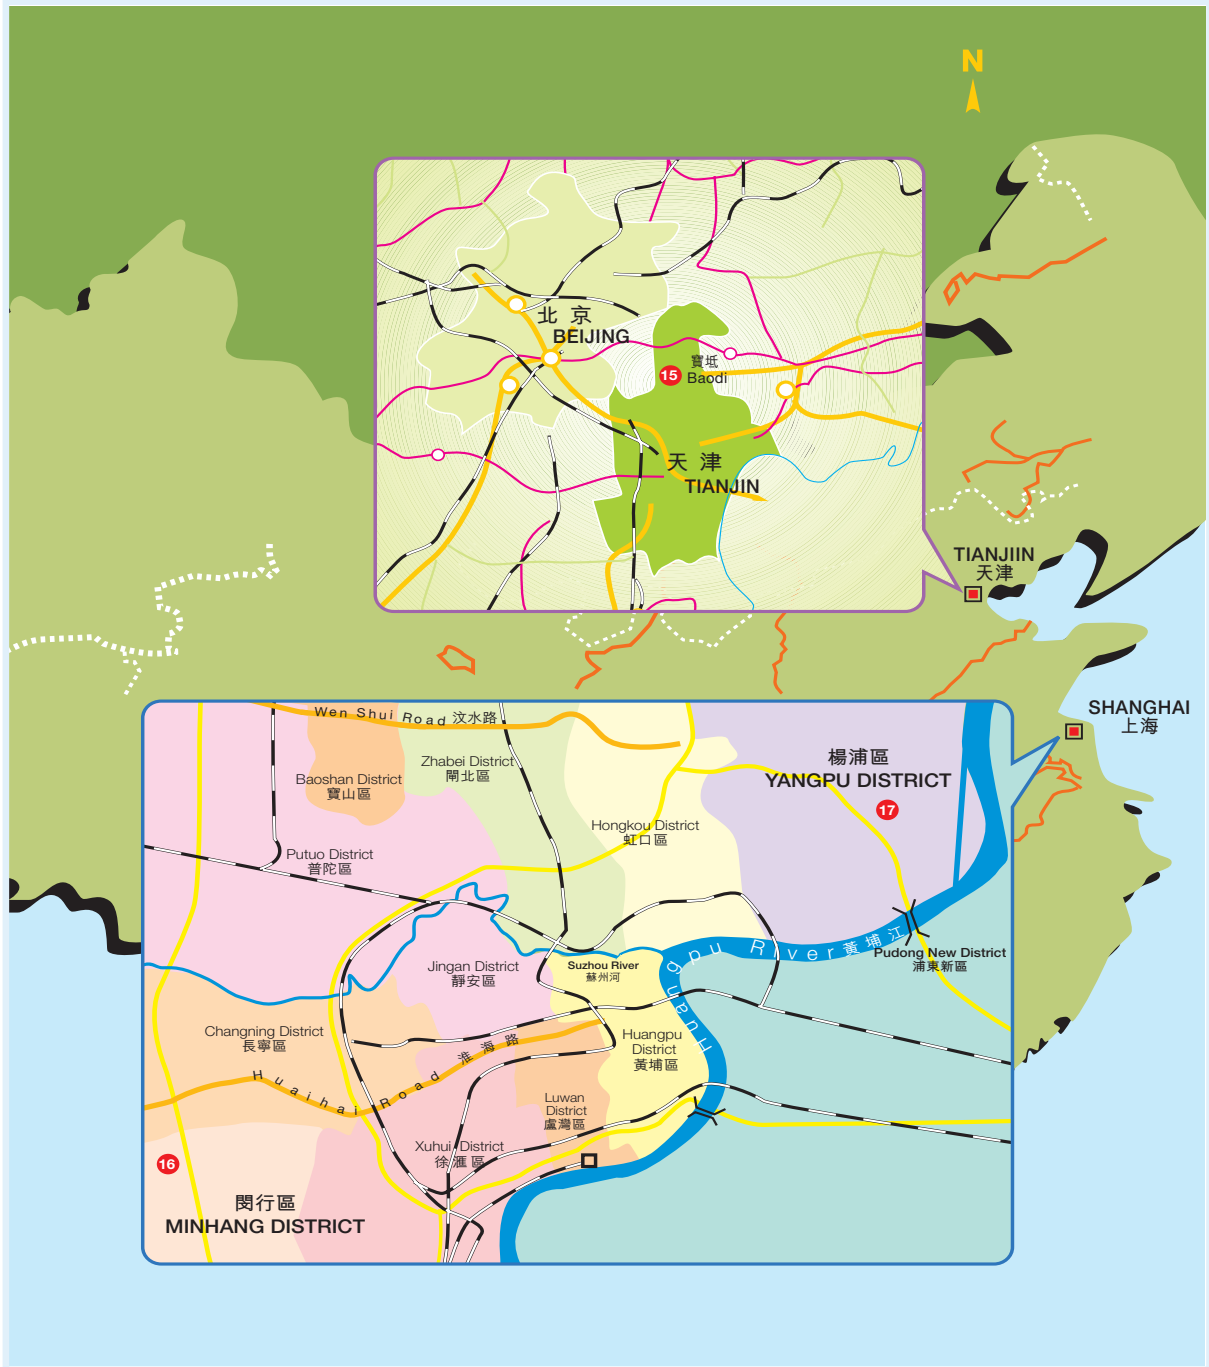 N
北 京
BEIJING
15
寶坻
Baodi
天 津
TIANJIN
TIANJIIN
天津
SHANGHAI
上海
Wen Shui Road 汶水路
Zhabei District
閘北區
Baoshan District
寶山區
楊浦區
YANGPU DISTRICT
17
Hongkou District
虹口區
Putuo District
普陀區
Huangpu River 黃埔江
Pudong New District
浦東新區
Jingan District
靜安區
Suzhou River
蘇州河
Changning District
長寧區
Huangpu
District
黃埔區
Huaihai Road 淮海路
Luwan
District
盧灣區
Xuhui District
徐滙區
16
閔行區
MINHANG DISTRICT